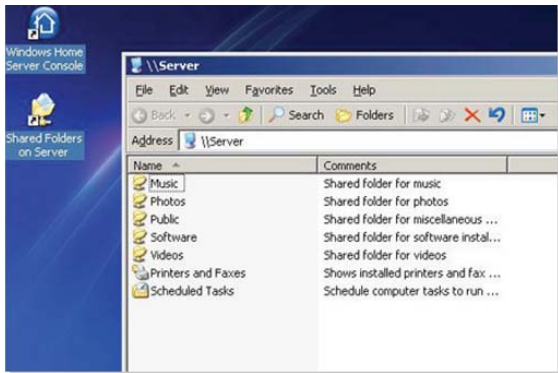 Windows Home
Server Console
Shared Folders
on Server
\\Server
File Edit View Favorites Tools Help
Back Search Folders
Address \\Server
Name Comments
Music Shared folder for music
Photos Shared folder for photos
Public Shared folder for miscellaneous ...
Software Shared folder for software instal...
Videos Shared folder for videos
Printers and Faxes Shows installed printers and fax ...
Scheduled Tasks Schedule computer tasks to run ...